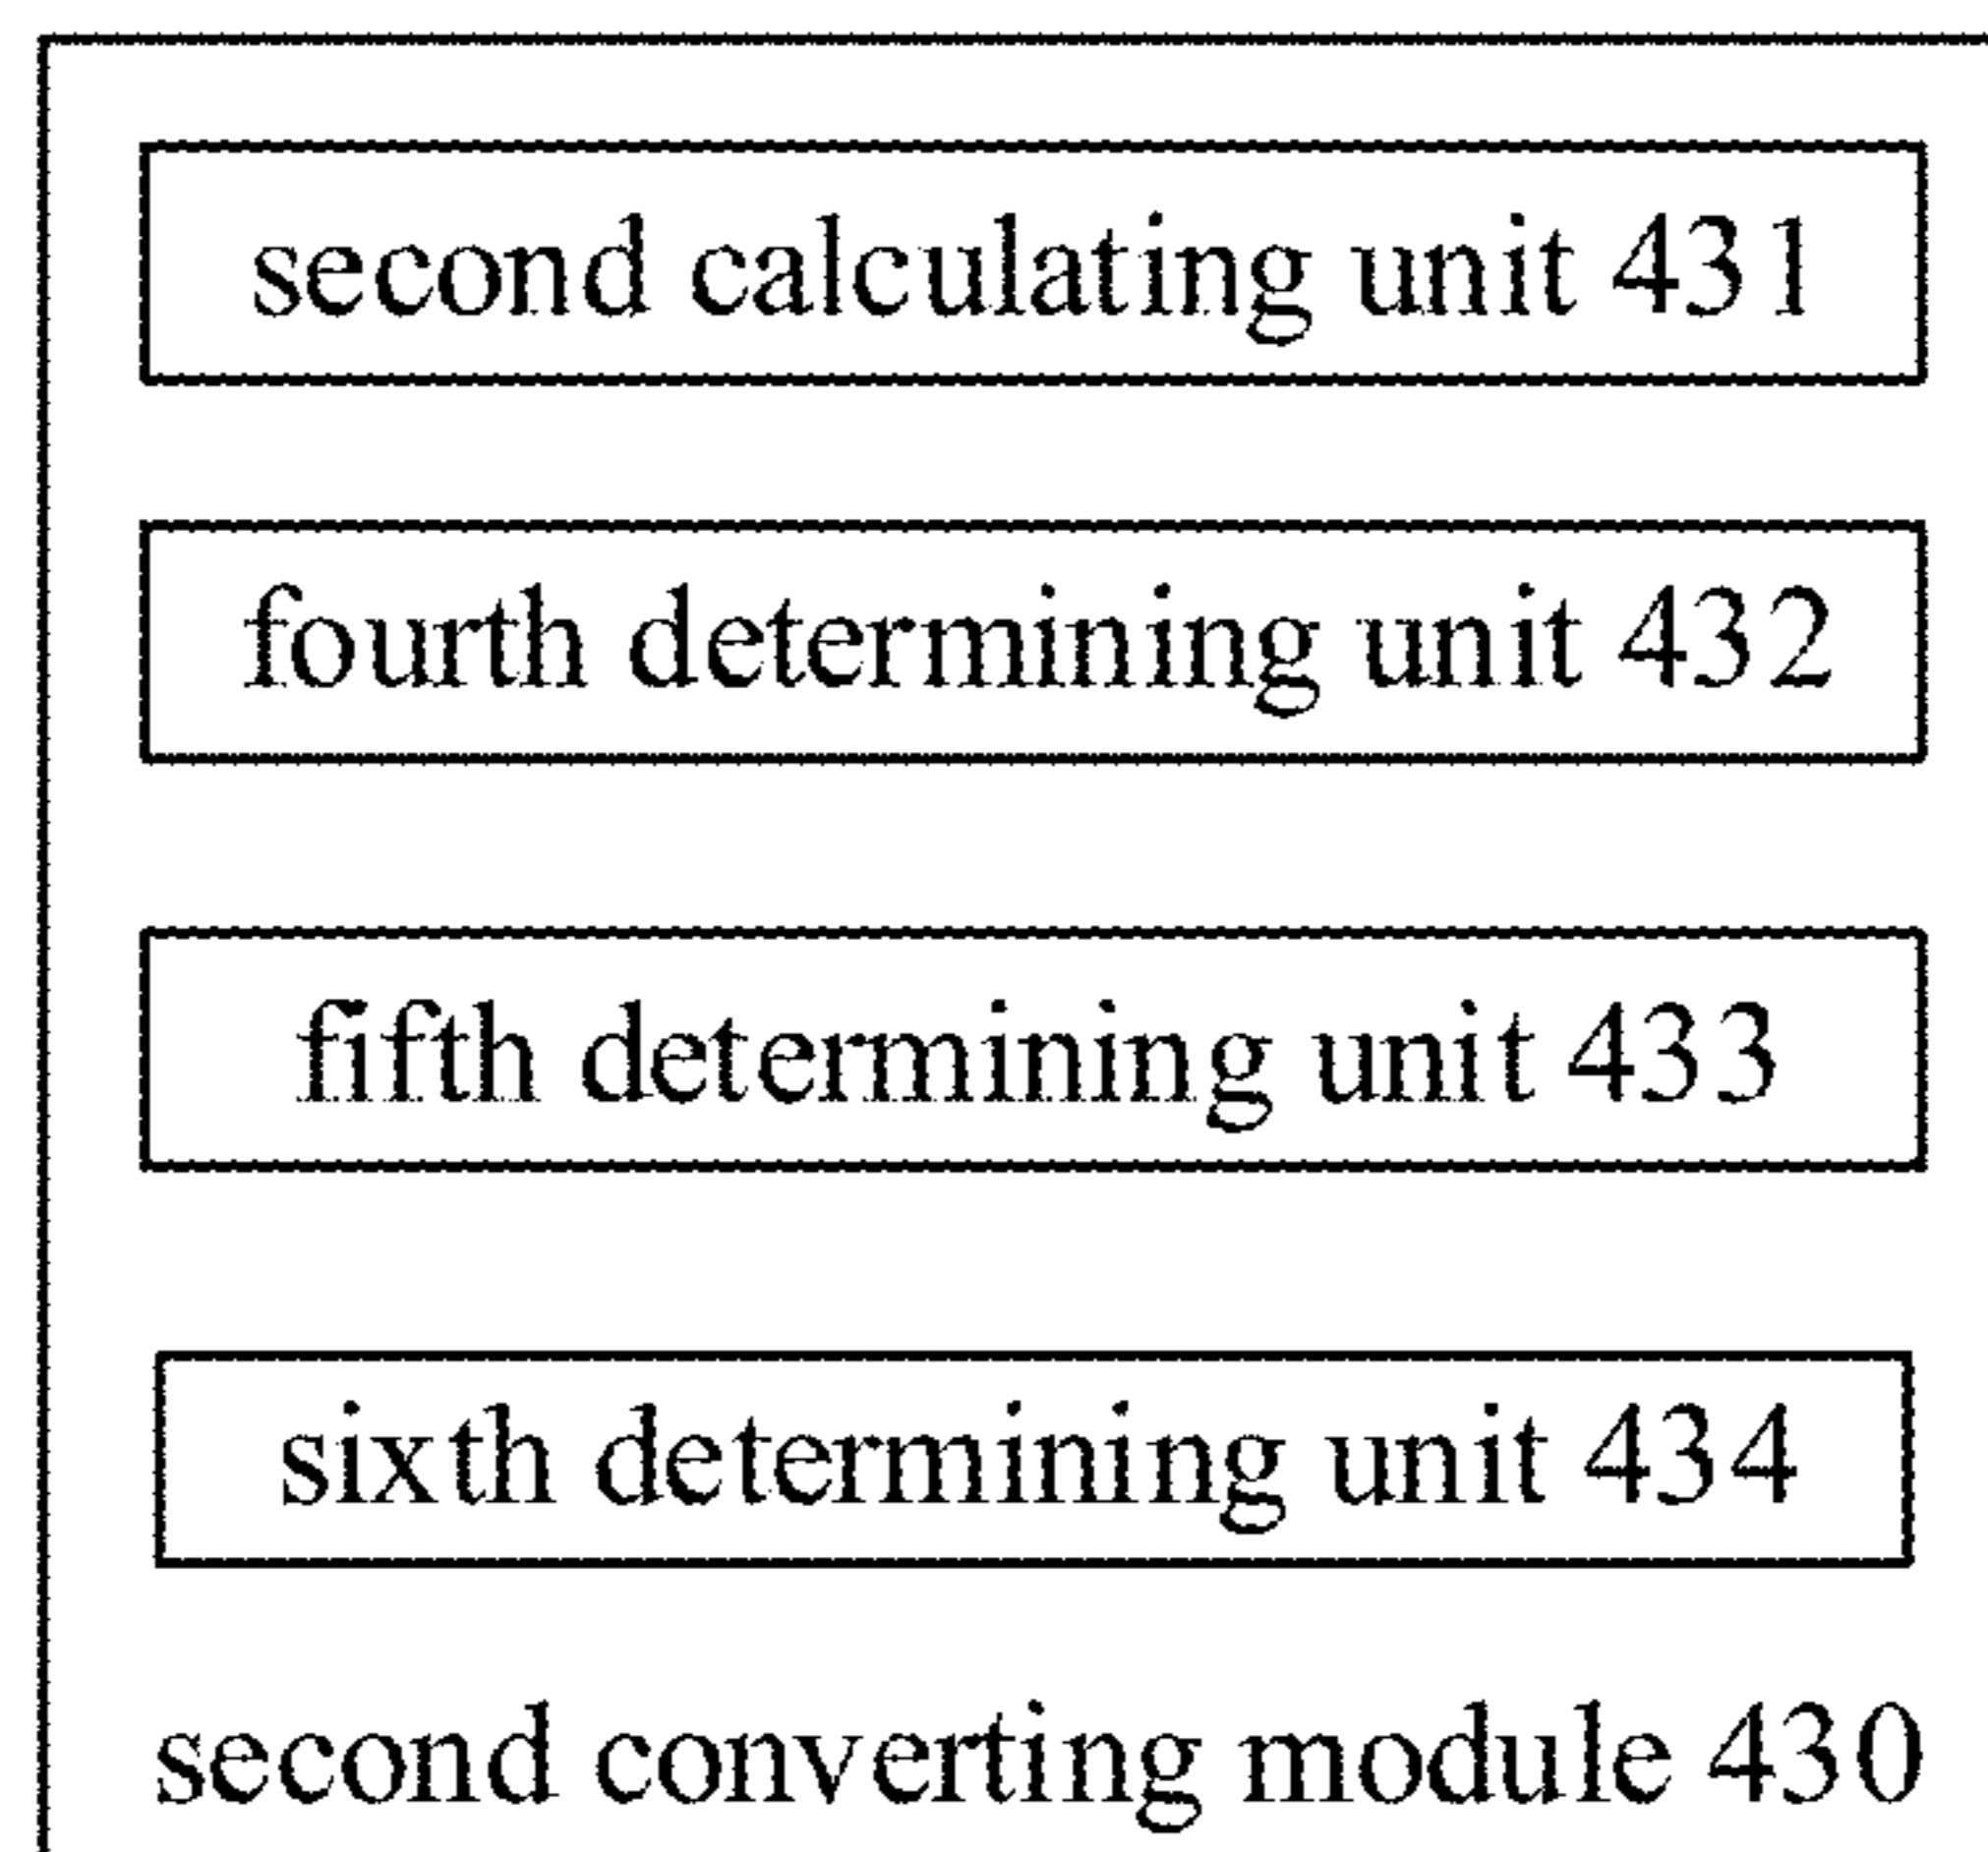 second calculating unit 431
fourth determining unit 432
fifth determining unit 433
sixth determining unit 434
second converting module 430